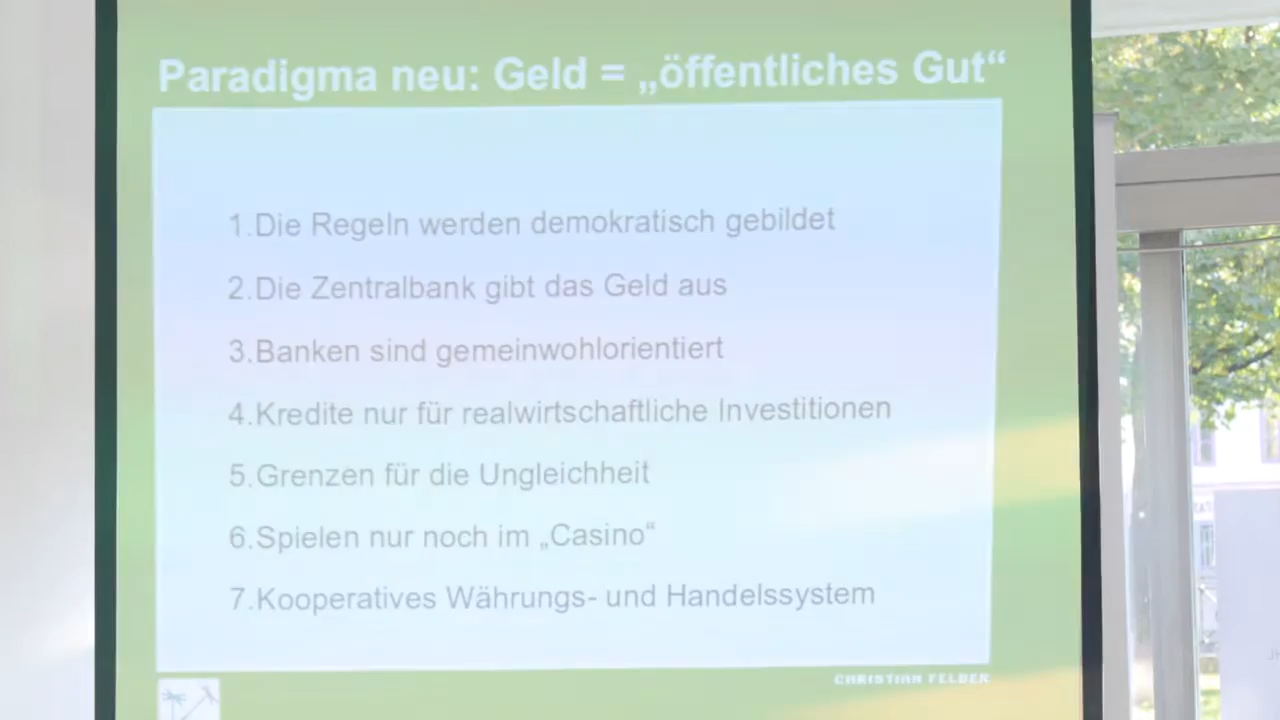 Paradigma neu: Geld = „öffentliches Gut“
1.Die Regeln werden demokratisch gebildet
2.Die Zentralbank gibt das Geld aus
3.Banken sind gemeinwohlorientiert
4.Kredite nur für realwirtschaftliche Investitionen
5.Grenzen für die Ungleichheit
6.Spielen nur noch im „Casino“
7.Kooperatives Währungs- und Handelssystem
CHRISTIAN FELBER